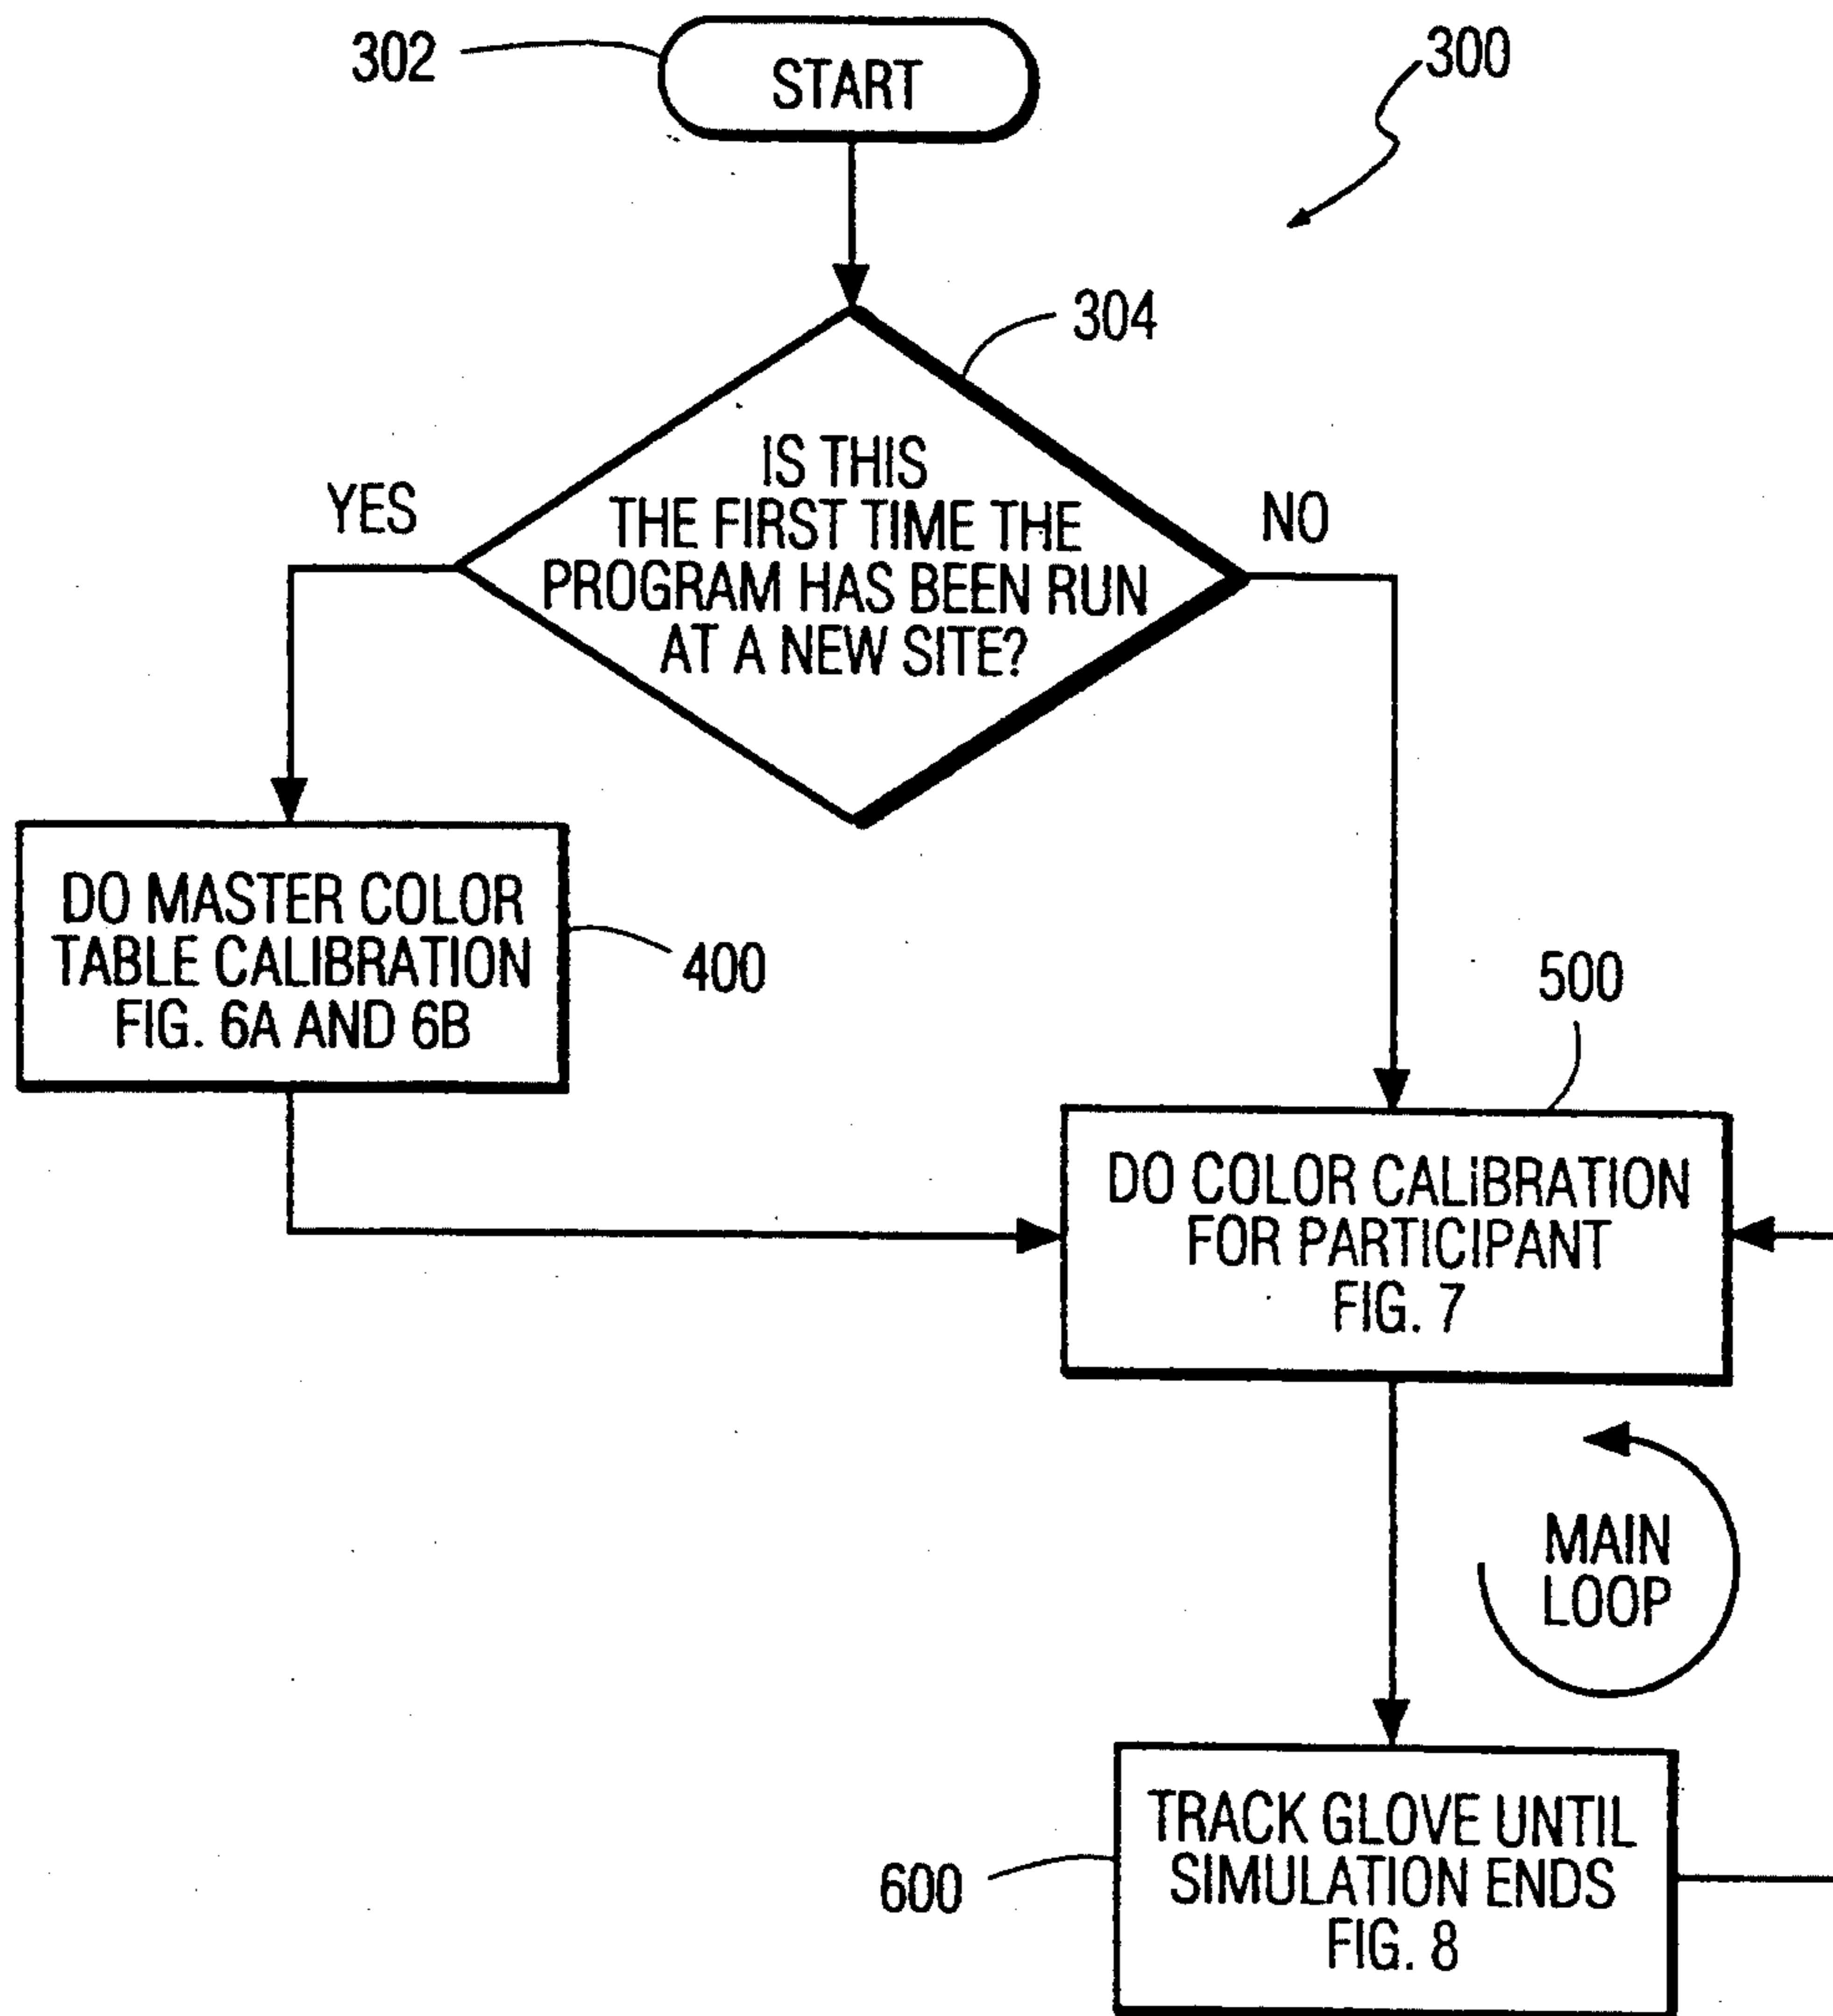 302
START
300
304
IS THIS
THE FIRST TIME THE
PROGRAM HAS BEEN RUN
AT A NEW SITE?
YES
NO
DO MASTER COLOR
TABLE CALIBRATION
FIG. 6A AND 6B
400
500
DO COLOR CALIBRATION
FOR PARTICIPANT
FIG. 7
MAIN
LOOP
TRACK GLOVE UNTIL
SIMULATION ENDS
FIG. 8
600